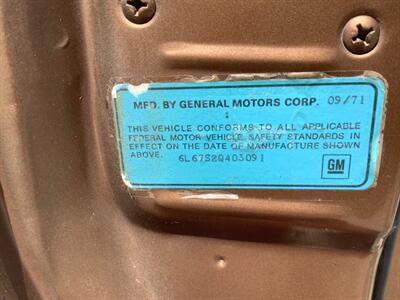 MFD. BY GENERAL MOTORS CORP. 09/71
THIS VEHICLE CONFORMS TO ALL APPLICABLE
FEDERAL MOTOR VEHICLE SAFETY STANDARDS IN
EFFECT ON THE DATE OF MANUFACTURE SHOWN
ABOVE. 6L67S2Q403091
GM